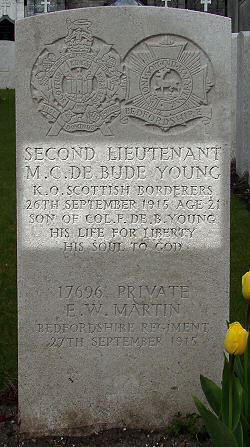 BEDFORDSHIRE
SECOND LIEUTENANT
M.C. DE BUDE YOUNG
K.O. SCOTTISH BORDERERS
26TH SEPTEMBER 1915 AGE 21
SON OF COL. F. DE B. YOUNG
HIS LIFE FOR LIBERTY
HIS SOUL TO GOD
17696 PRIVATE
E.W. MARTIN
BEDFORDSHIRE REGIMENT
27TH SEPTEMBER 1915